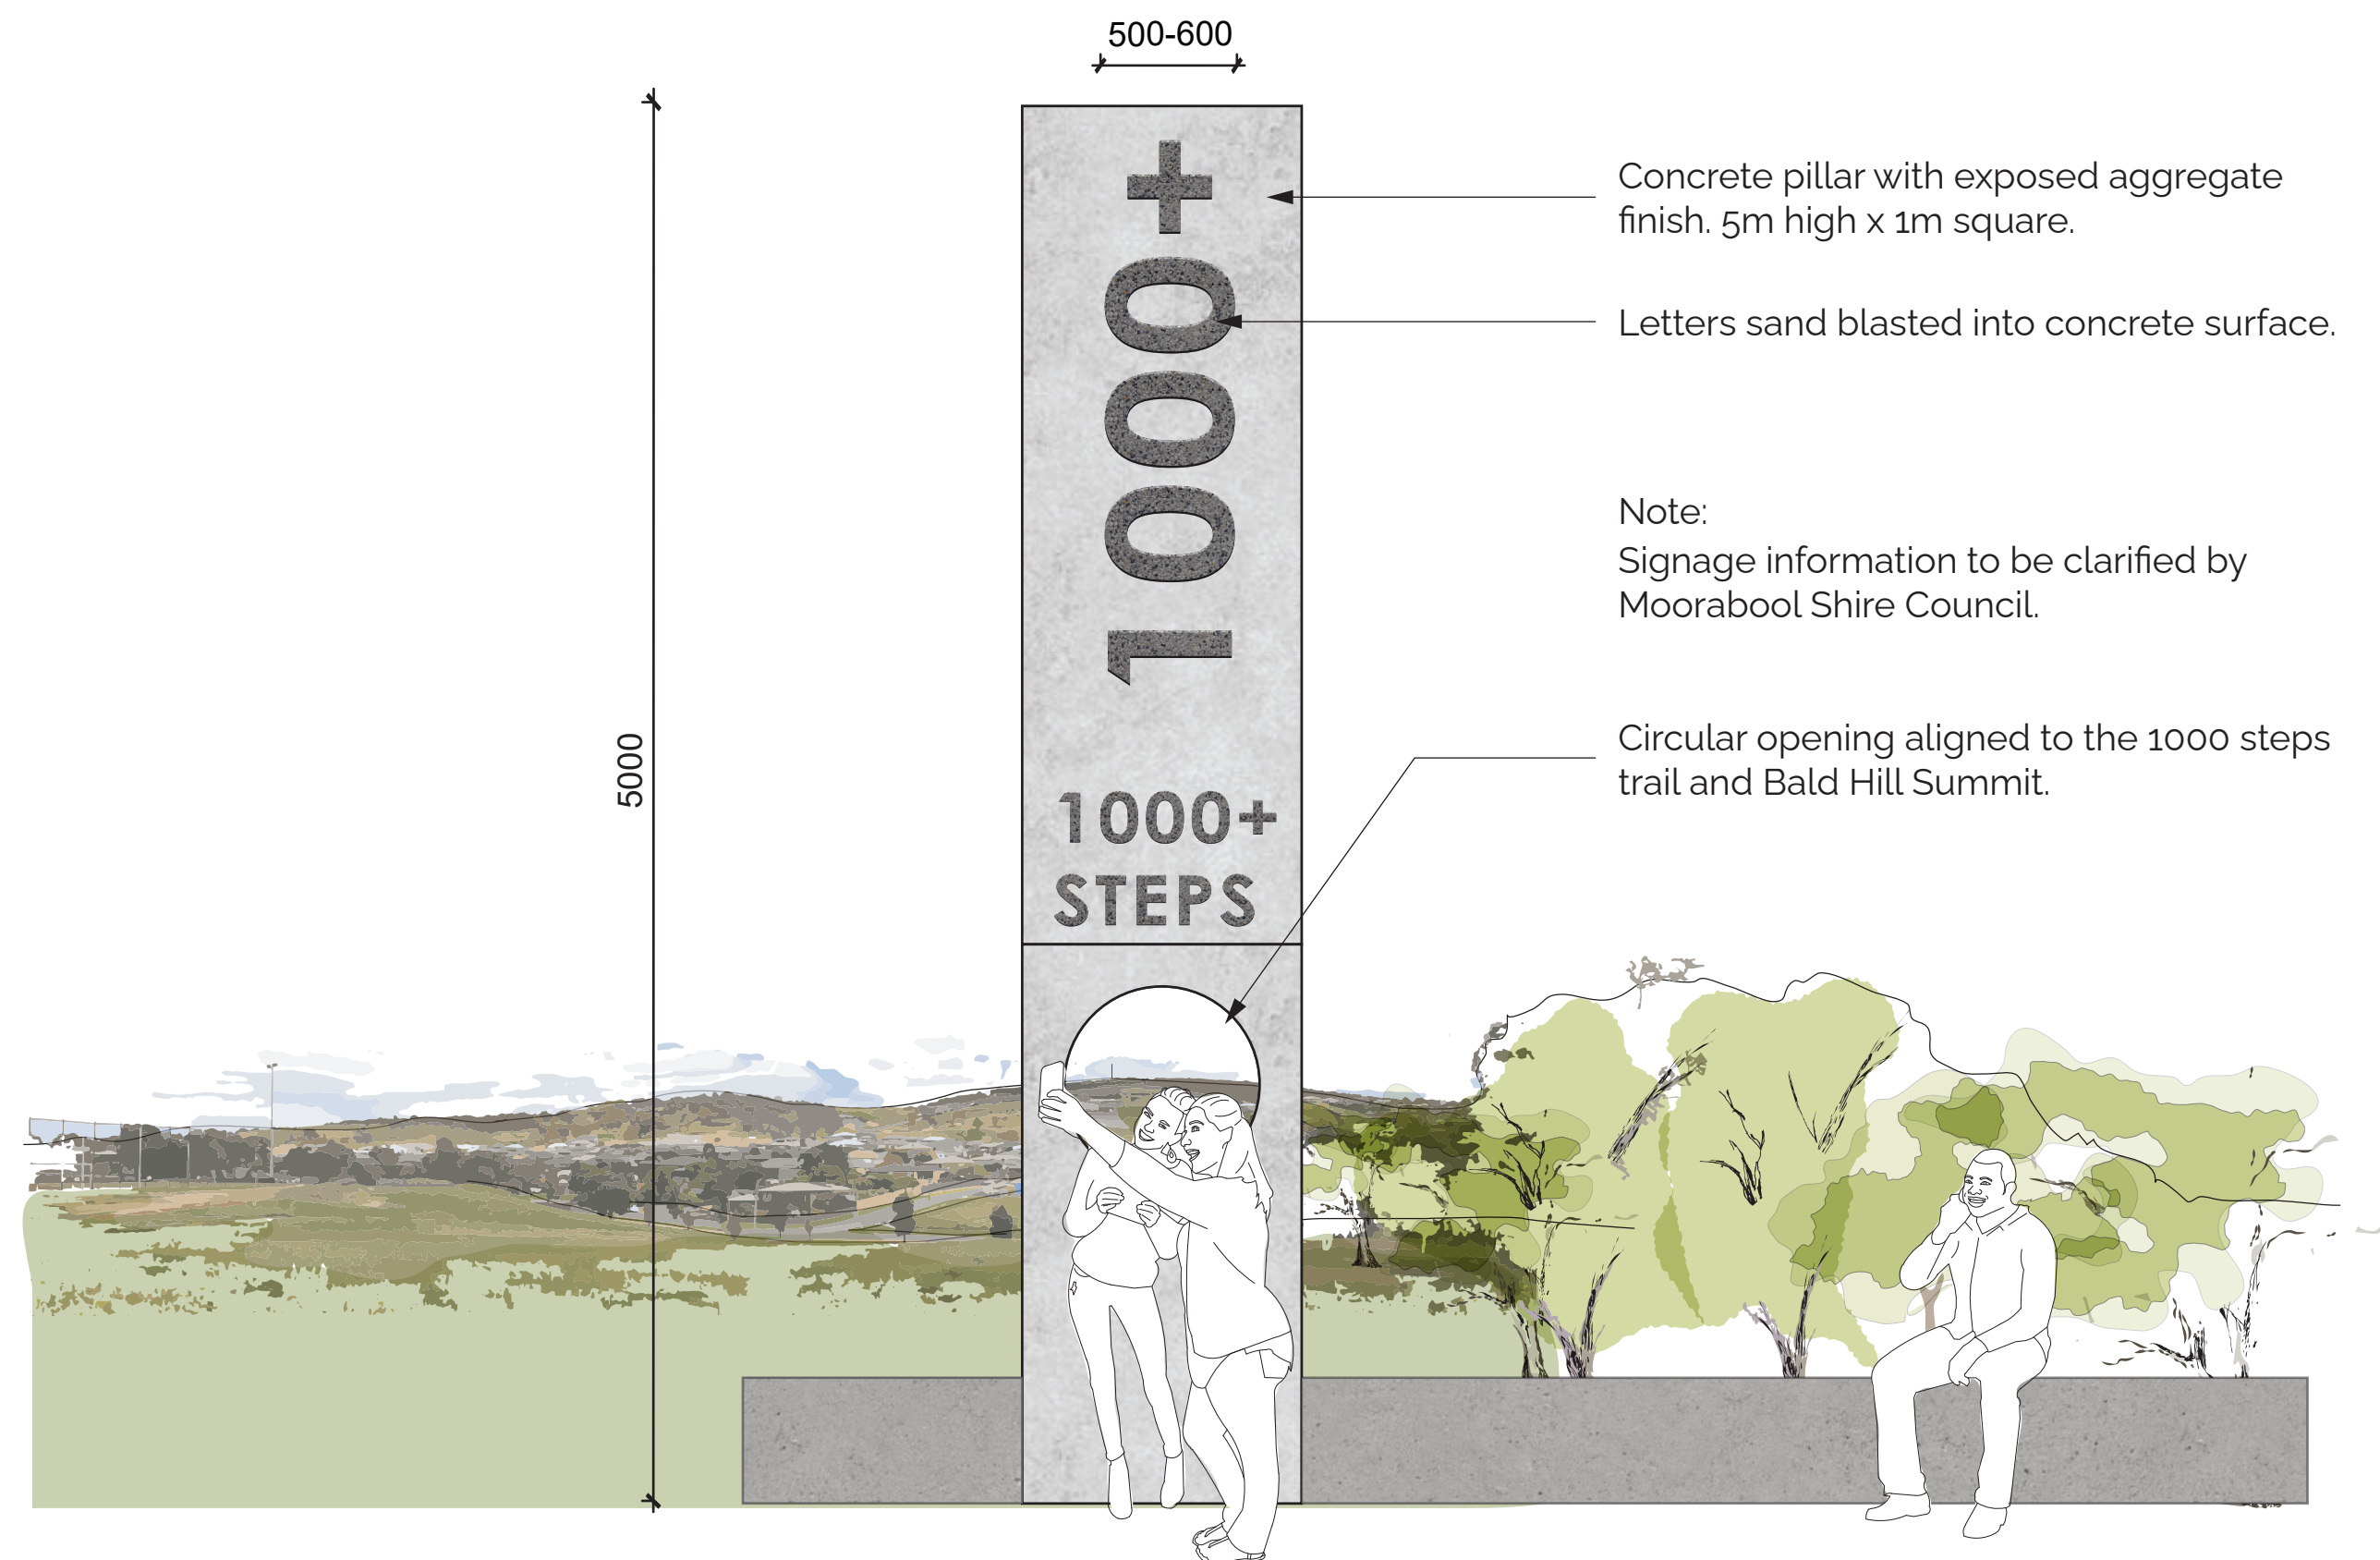 500-600
Concrete pillar with exposed aggregate
finish. 5m high x 1m square.
Letters sand blasted into concrete surface.
Note:
Signage information to be clarified by
Moorabool Shire Council.
Circular opening aligned to the 1000 steps
trail and Bald Hill Summit.
5000
1000+
1000+
STEPS